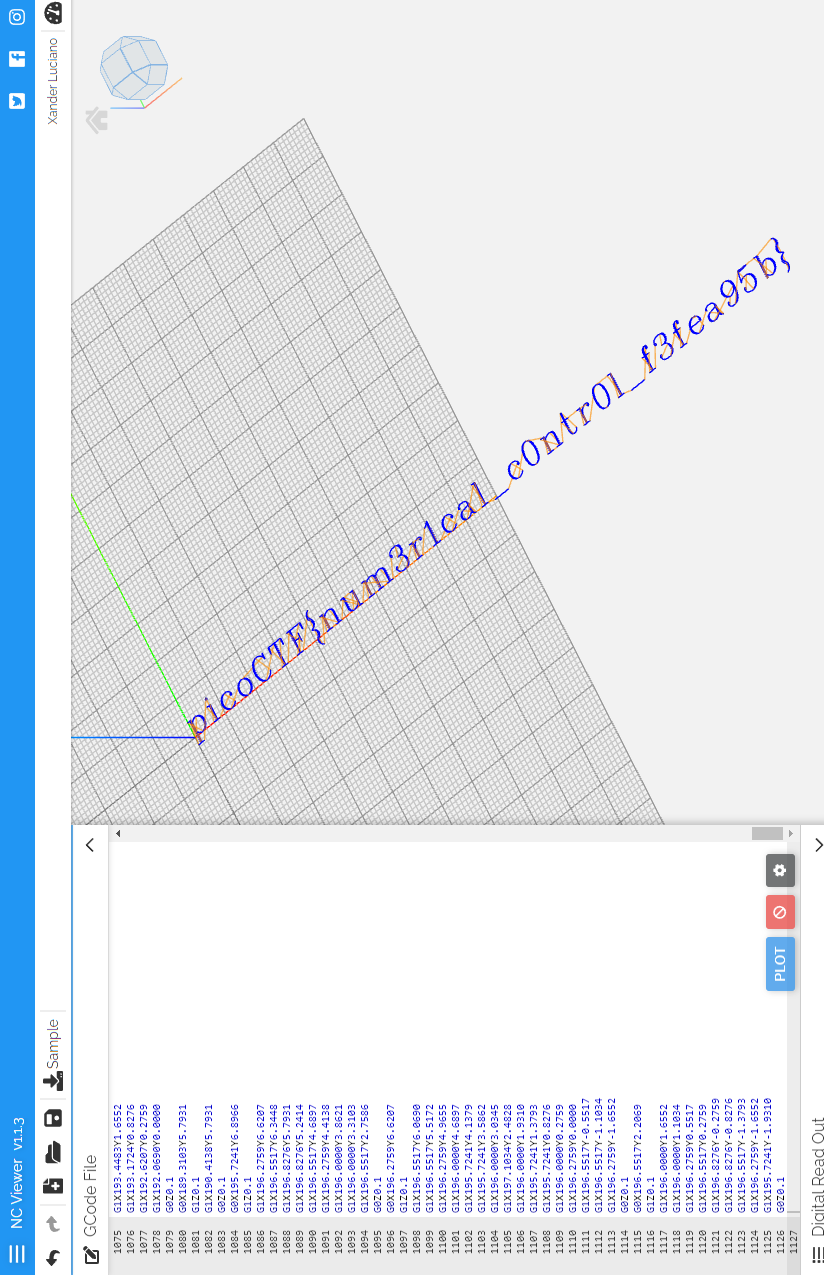 NC Viewer v1.1.3
Sample
Xander Luciano
GCode File
1075 G1X193.4483Y1.6552
1076 G1X193.1724Y0.8276
1077 G1X192.6207Y0.2759
1078 G1X192.0690Y0.0000
1079 G0Z0.1
1080 G0X189.3103Y5.7931
1081 G1Z0.1
1082 G1X190.4138Y5.7931
1083 G0Z0.1
1084 G0X195.7241Y6.8966
1085 G1Z0.1
1086 G1X196.2759Y6.6207
1087 G1X196.5517Y6.3448
1088 G1X196.8276Y5.7931
1089 G1X196.8276Y5.2414
1090 G1X196.5517Y4.6897
1091 G1X196.2759Y4.4138
1092 G1X196.0000Y3.8621
1093 G1X196.0000Y3.3103
1094 G1X196.5517Y2.7586
1095 G0Z0.1
1096 G0X196.2759Y6.6207
1097 G1Z0.1
1098 G1X196.5517Y6.0690
1099 G1X196.5517Y5.5172
1100 G1X196.2759Y4.9655
1101 G1X196.0000Y4.6897
1102 G1X195.7241Y4.1379
1103 G1X195.7241Y3.5862
1104 G1X196.0000Y3.0345
1105 G1X197.1034Y2.4828
1106 G1X196.0000Y1.9310
1107 G1X195.7241Y1.3793
1108 G1X195.7241Y0.8276
1109 G1X196.0000Y0.2759
1110 G1X196.2759Y0.0000
1111 G1X196.5517Y-0.5517
1112 G1X196.5517Y-1.1034
1113 G1X196.2759Y-1.6552
1114 G0Z0.1
1115 G0X196.5517Y2.2069
1116 G1Z0.1
1117 G1X196.0000Y1.6552
1118 G1X196.0000Y1.1034
1119 G1X196.2759Y0.5517
1120 G1X196.5517Y0.2759
1121 G1X196.8276Y-0.2759
1122 G1X196.8276Y-0.8276
1123 G1X196.5517Y-1.3793
1124 G1X196.2759Y-1.6552
1125 G1X195.7241Y-1.9310
1126 G0Z0.1
1127
PLOT
Digital Read Out
picoCTF{num3r1cal_c0ntr0l_f3fea95b}